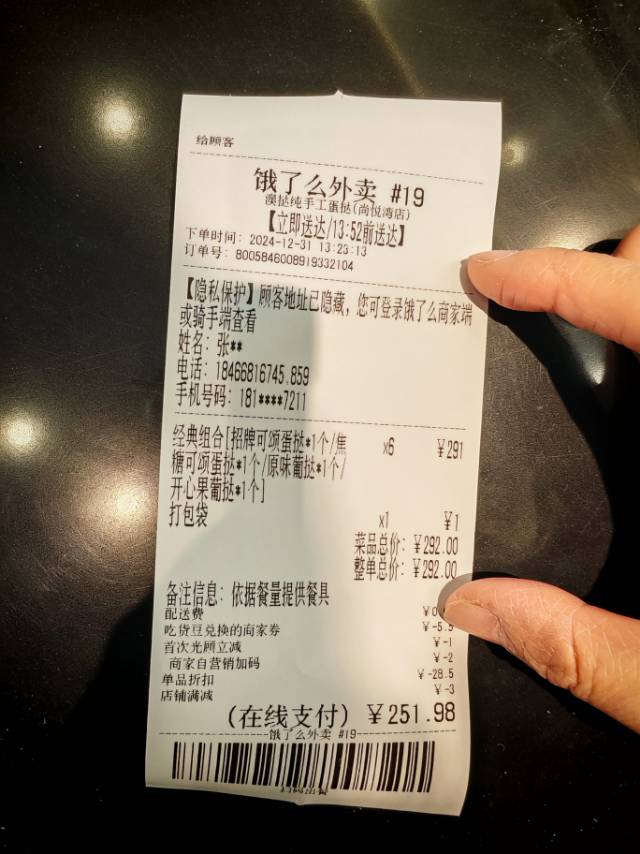 给顾客
饿了么外卖 #19
澳挞纯手工蛋挞(尚悦湾店)
【立即送达/13:52前送达】
下单时间: 2024-12-31 13:23:13
订单号: 8005846008919332104
【隐私保护】顾客地址已隐藏，您可登录饿了么商家端
或骑手端查看
姓名: 张**
电话: 18466816745.859
手机号码: 181****7211
经典组合[招牌可颂蛋挞*1个/焦 x6 ￥291
糖可颂蛋挞*1个/原味葡挞*1个/
开心果葡挞*1个]
打包袋 x1 ￥1
菜品总价: ￥292.00
整单总价: ￥292.00
备注信息: 依据餐量提供餐具
配送费
吃货豆兑换的商家券 ￥-5.5
首次光顾立减 ￥-1
商家自营销加码 ￥-2
单品折扣 ￥-28.5
店铺满减 ￥-3
(在线支付) ￥251.98
饿了么外卖 #19